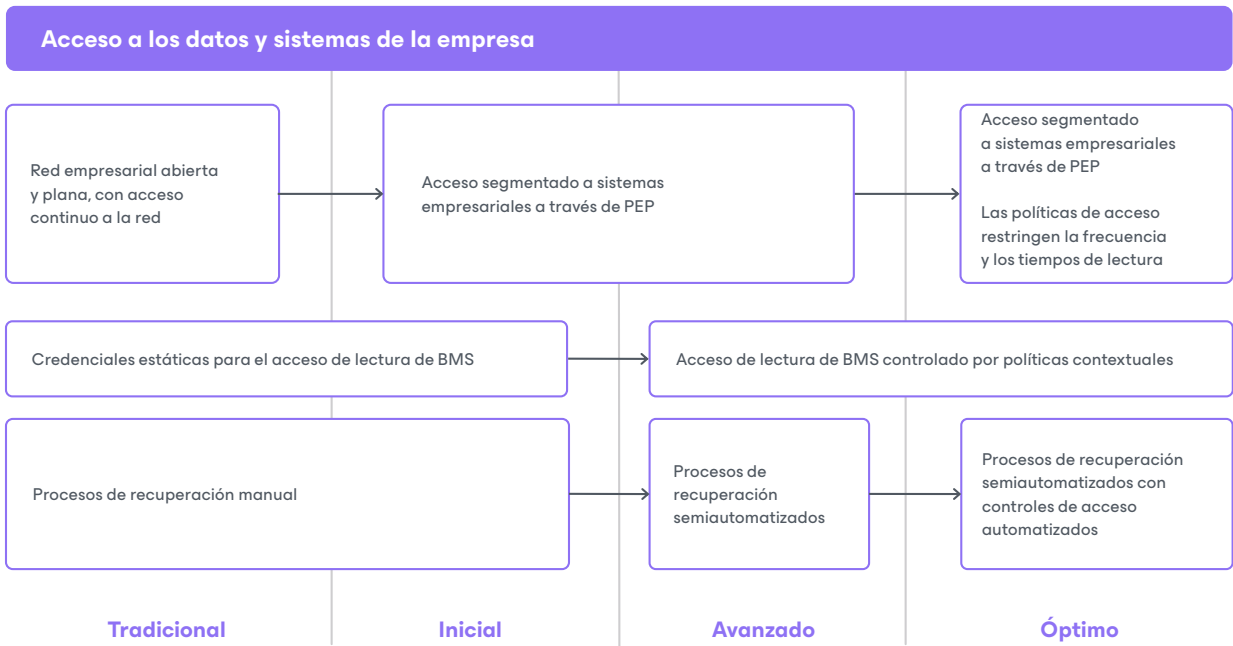 Acceso a los datos y sistemas de la empresa
Red empresarial abierta
y plana, con acceso
continuo a la red
Acceso segmentado a sistemas
empresariales a través de PEP
Acceso segmentado
a sistemas empresariales
a través de PEP
Las políticas de acceso
restringen la frecuencia
y los tiempos de lectura
Credenciales estáticas para el acceso de lectura de BMS
Acceso de lectura de BMS controlado por políticas contextuales
Procesos de recuperación manual
Procesos de
recuperación
semiautomatizados
Procesos de recuperación
semiautomatizados con
controles de acceso
automatizados
Tradicional
Inicial
Avanzado
Óptimo